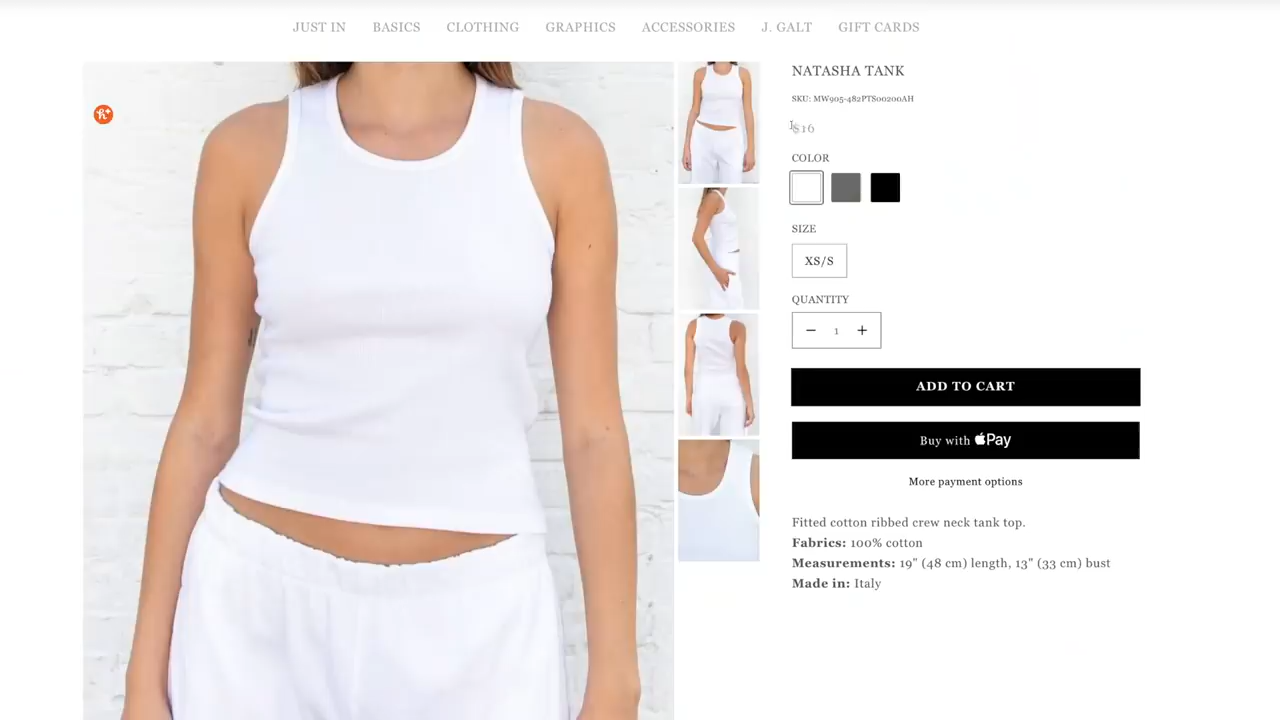 JUST IN BASICS CLOTHING GRAPHICS ACCESSORIES J. GALT GIFT CARDS
NATASHA TANK
SKU: MW905-482PTS00200AH
$16
COLOR
SIZE
XS/S
QUANTITY
− 1 +
ADD TO CART
Buy with Pay
More payment options
Fitted cotton ribbed crew neck tank top.
Fabrics: 100% cotton
Measurements: 19" (48 cm) length, 13" (33 cm) bust
Made in: Italy